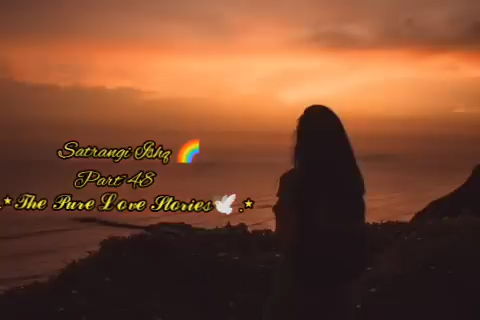 Satrangi Ishq 🌈
Part 48
.⋆The Pure Love Stories🕊️.⋆